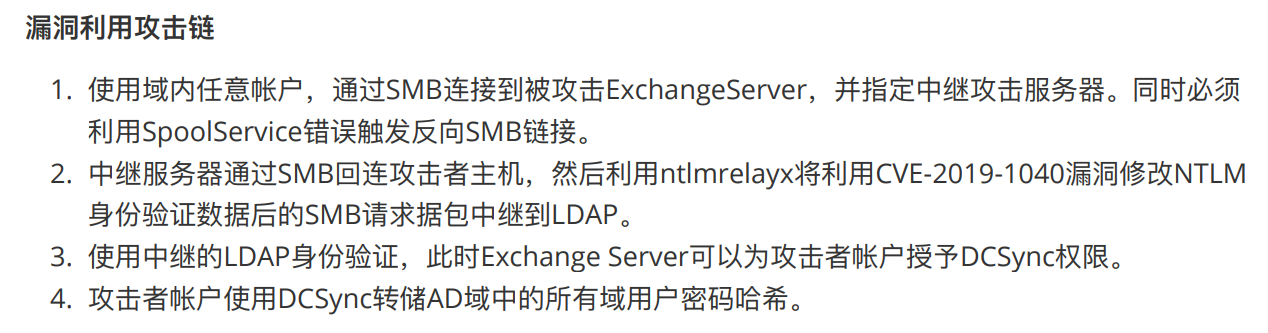 漏洞利用攻击链
1. 使用域内任意帐户，通过SMB连接到被攻击ExchangeServer，并指定中继攻击服务器。同时必须
利用SpoolService错误触发反向SMB链接。
2. 中继服务器通过SMB回连攻击者主机，然后利用ntlmrelayx将利用CVE-2019-1040漏洞修改NTLM
身份验证数据后的SMB请求据包中继到LDAP。
3. 使用中继的LDAP身份验证，此时Exchange Server可以为攻击者帐户授予DCSync权限。
4. 攻击者帐户使用DCSync转储AD域中的所有域用户密码哈希。